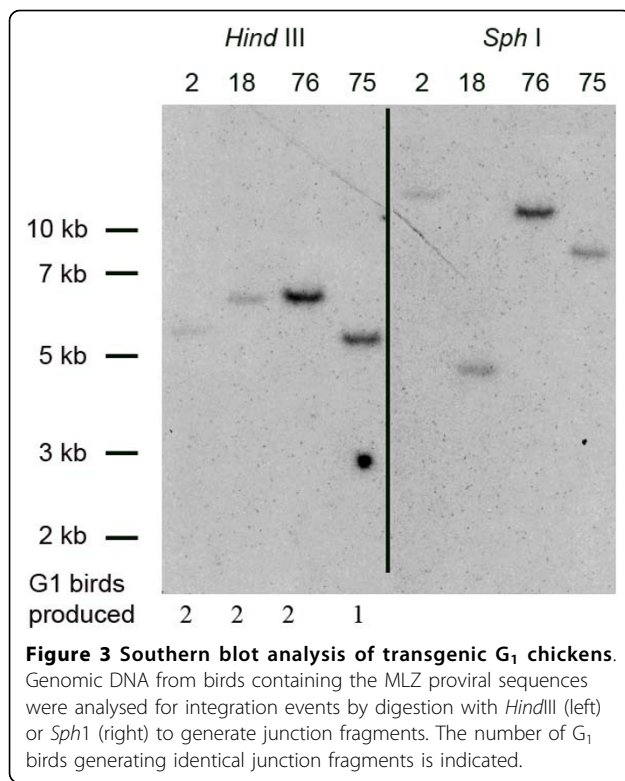 Hind III Sph I
2 18 76 75 2 18 76 75
10 kb
7 kb
5 kb
3 kb
2 kb
G1 birds
produced 2 2 2 1
Figure 3 Southern blot analysis of transgenic G₁ chickens.
Genomic DNA from birds containing the MLZ proviral sequences
were analysed for integration events by digestion with HindIII (left)
or Sph1 (right) to generate junction fragments. The number of G₁
birds generating identical junction fragments is indicated.